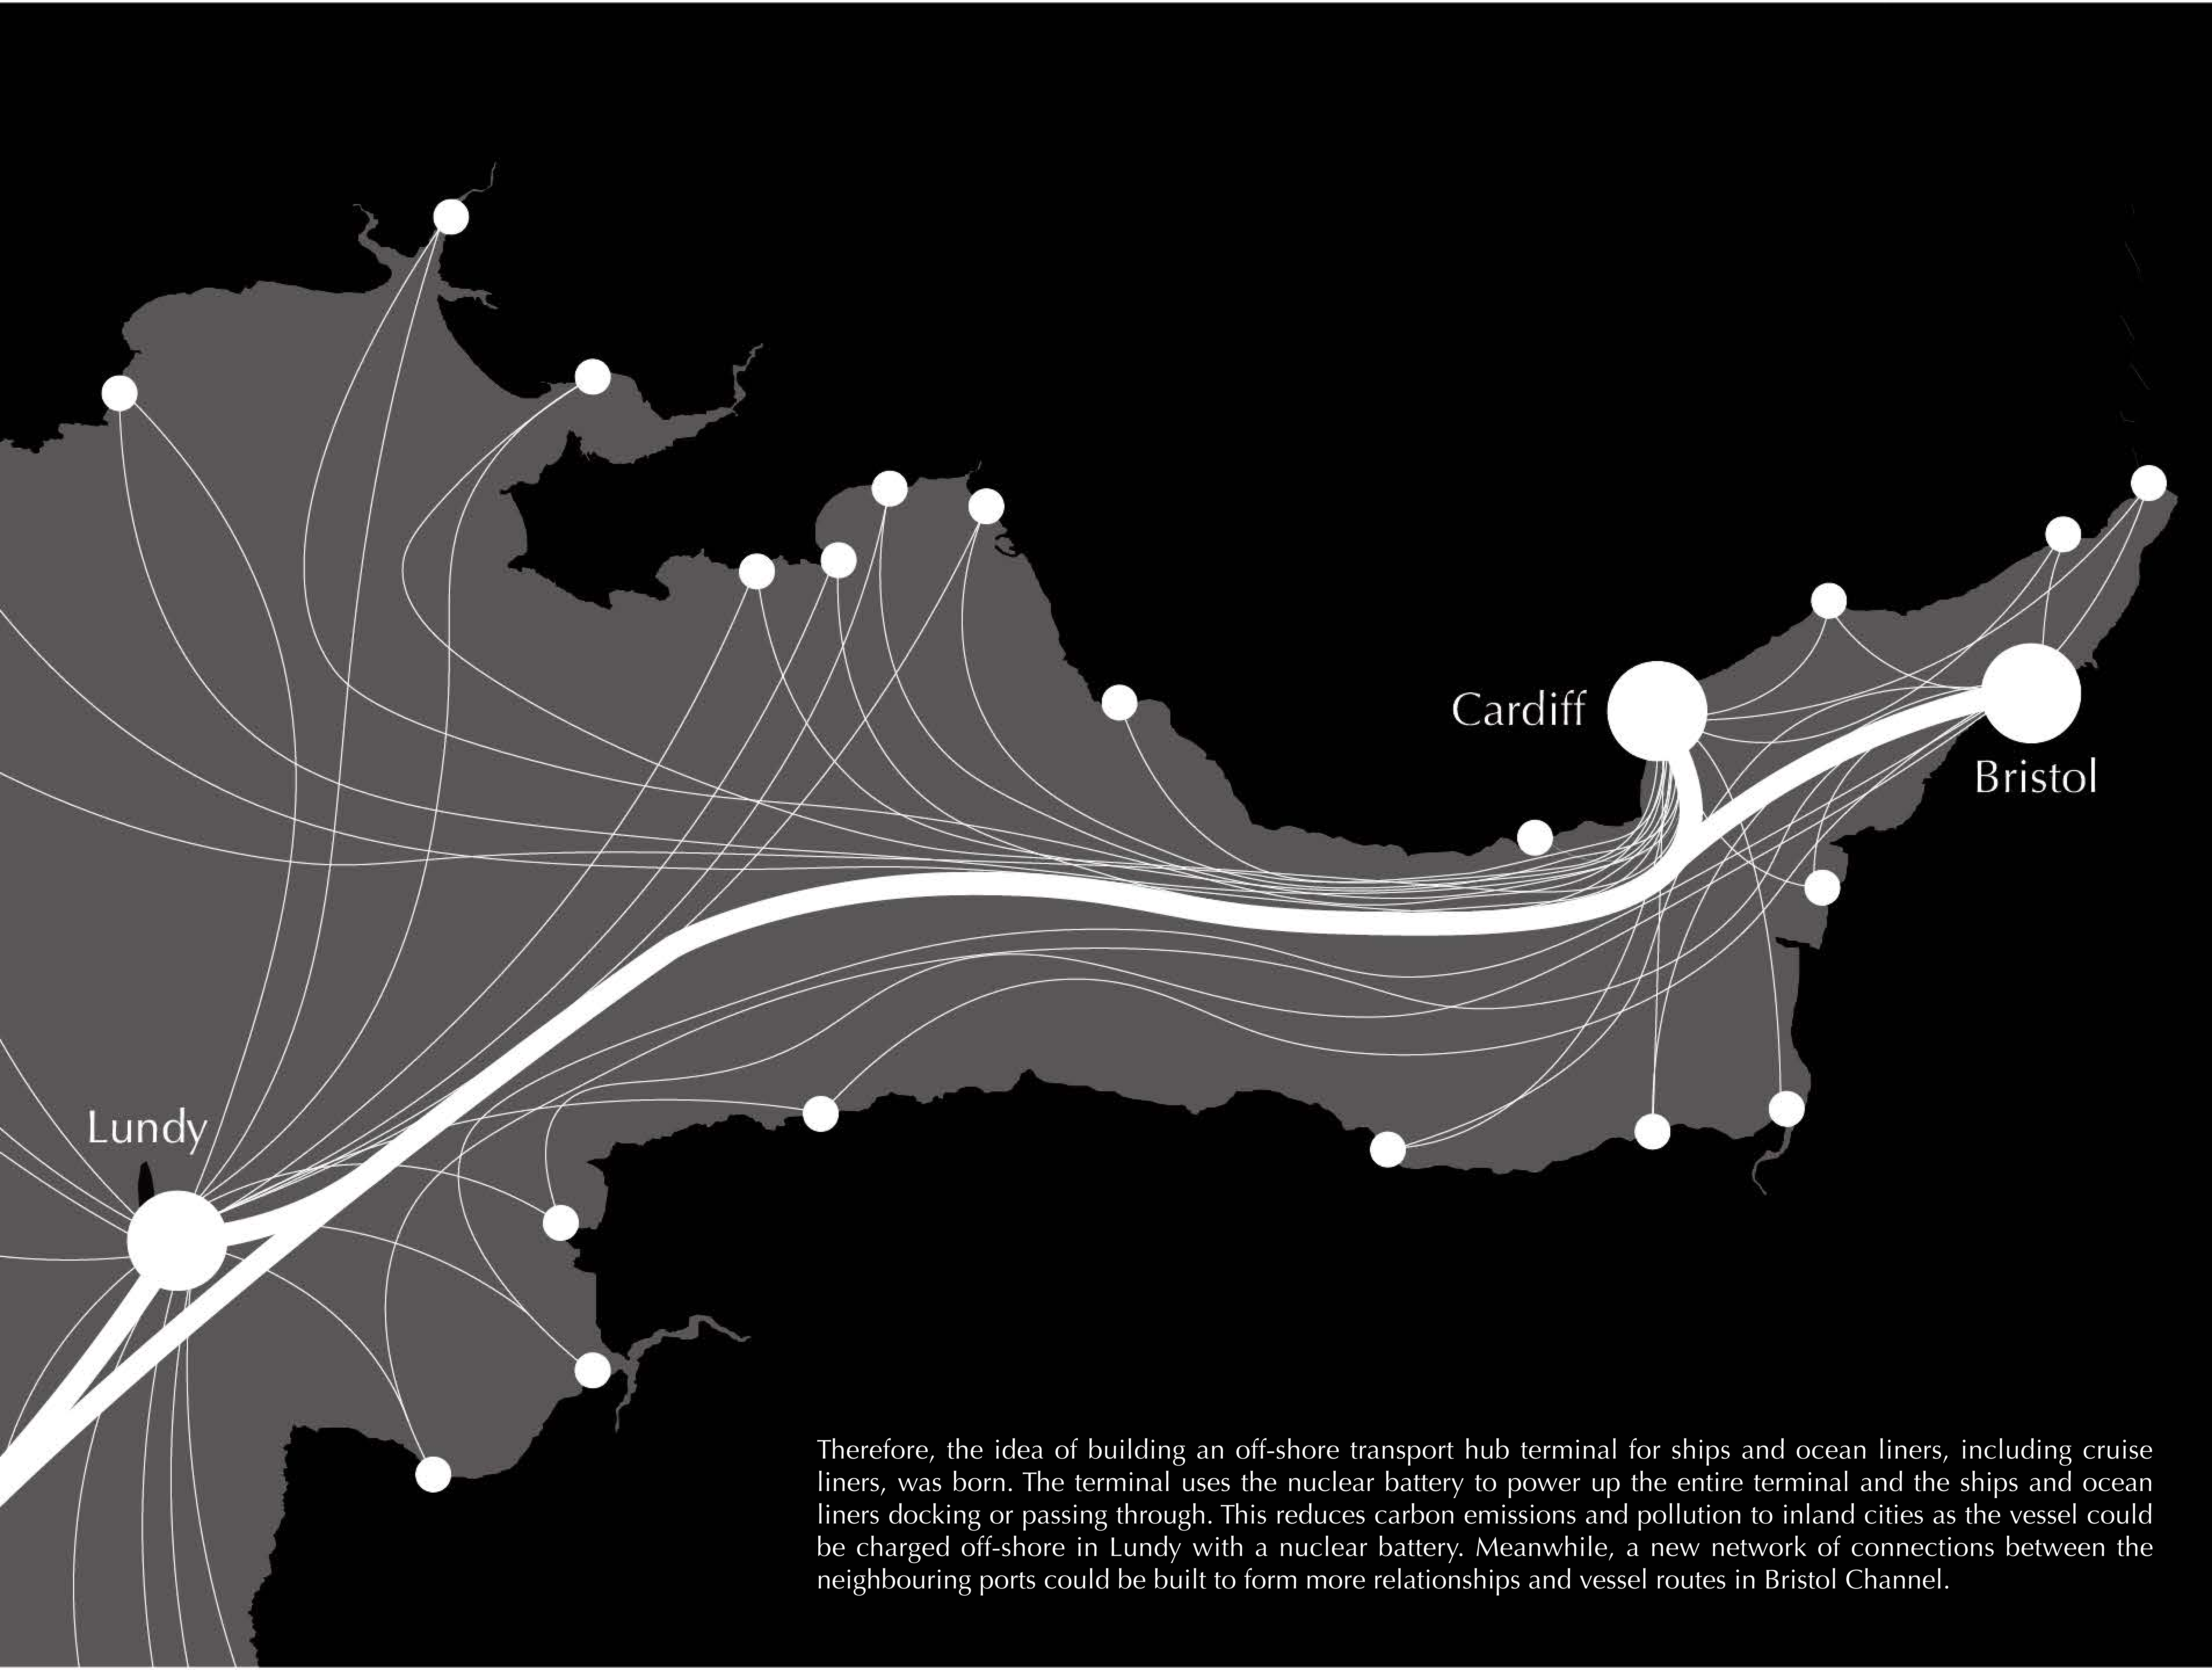 Cardiff
Bristol
Lundy
Therefore, the idea of building an off-shore transport hub terminal for ships and ocean liners, including cruise
liners, was born. The terminal uses the nuclear battery to power up the entire terminal and the ships and ocean
liners docking or passing through. This reduces carbon emissions and pollution to inland cities as the vessel could
be charged off-shore in Lundy with a nuclear battery. Meanwhile, a new network of connections between the
neighbouring ports could be built to form more relationships and vessel routes in Bristol Channel.